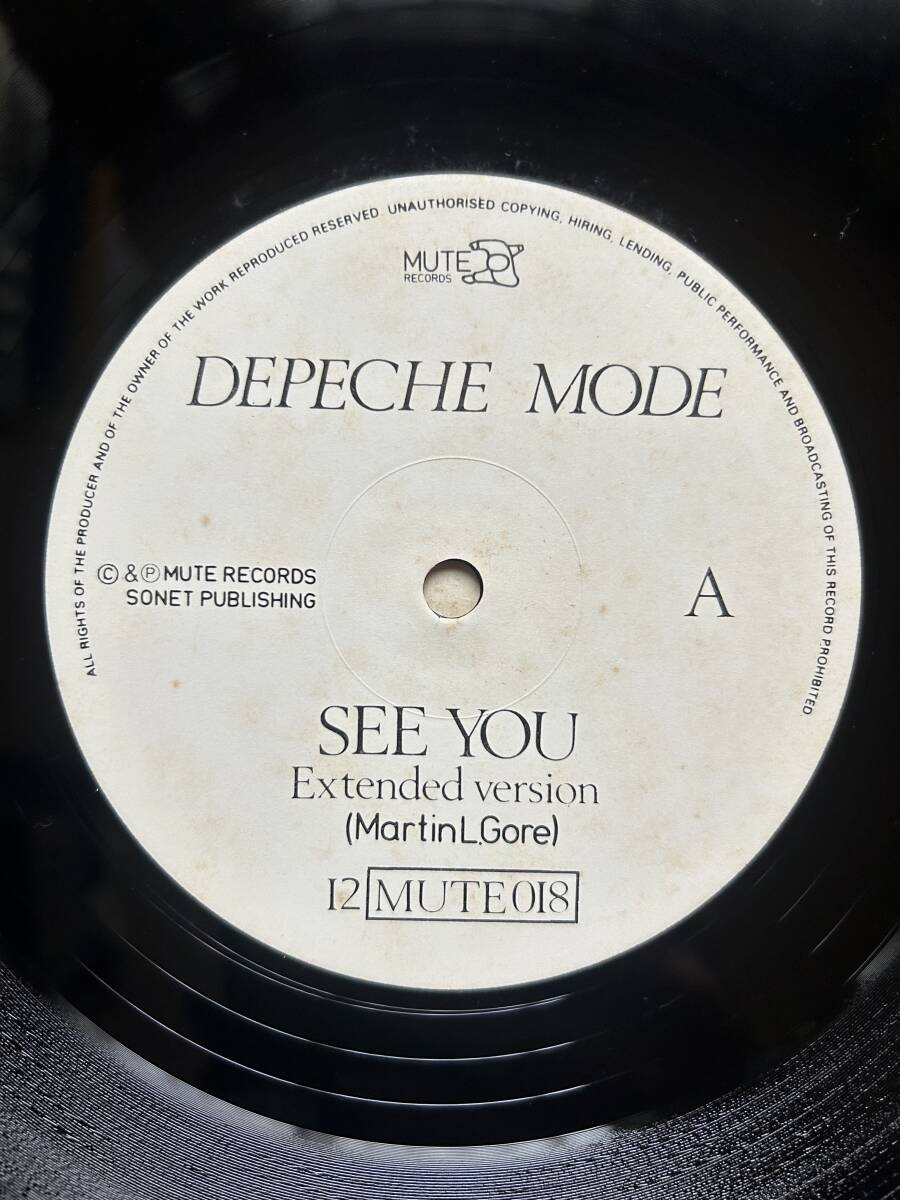 ALL RIGHTS OF THE PRODUCER AND OF THE OWNER OF THE WORK REPRODUCED RESERVED. UNAUTHORISED COPYING, HIRING, LENDING, PUBLIC PERFORMANCE AND BROADCASTING OF THIS RECORD PROHIBITED.
MUTE
RECORDS
DEPECHE MODE
© & ℗ MUTE RECORDS
SONET PUBLISHING
A
SEE YOU
Extended version
(Martin L.Gore)
12 MUTE 018